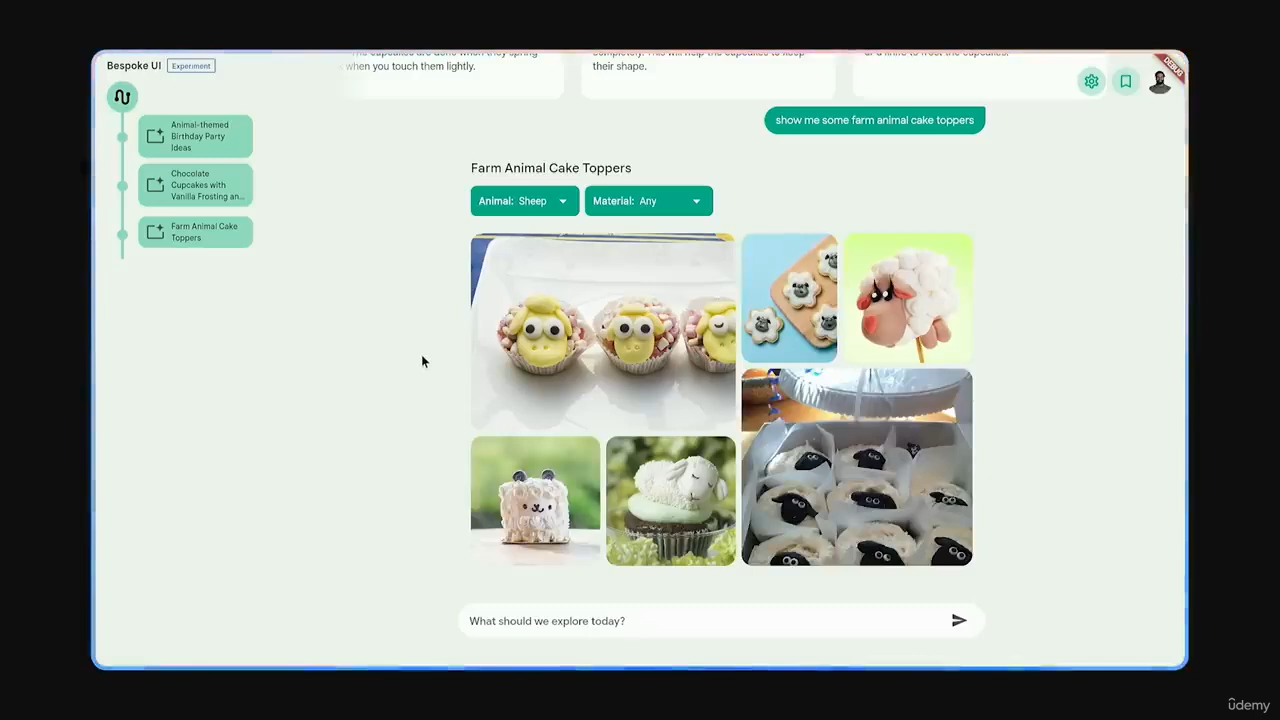 Bespoke UI
Experiment
when you touch them lightly.
their shape.
DEBUG
show me some farm animal cake toppers
Animal-themed
Birthday Party
Ideas
Chocolate
Cupcakes with
Vanilla Frosting an...
Farm Animal Cake
Toppers
Farm Animal Cake Toppers
Animal: Sheep
Material: Any
What should we explore today?
ûdemy